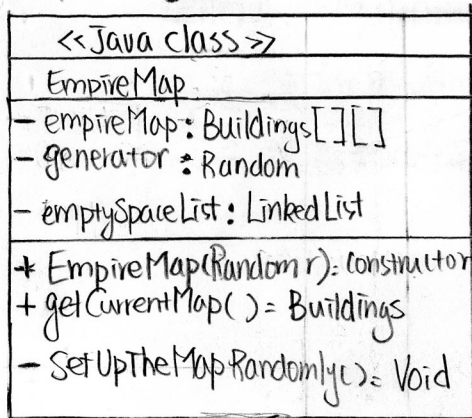 <<Java class>>
EmpireMap
- empireMap: Buildings[][]
- generator: Random
- emptySpaceList: LinkedList
+ EmpireMap(Random r): Constructor
+ getCurrentMap( ) = Buildings
- SetUpTheMapRandomly() = Void